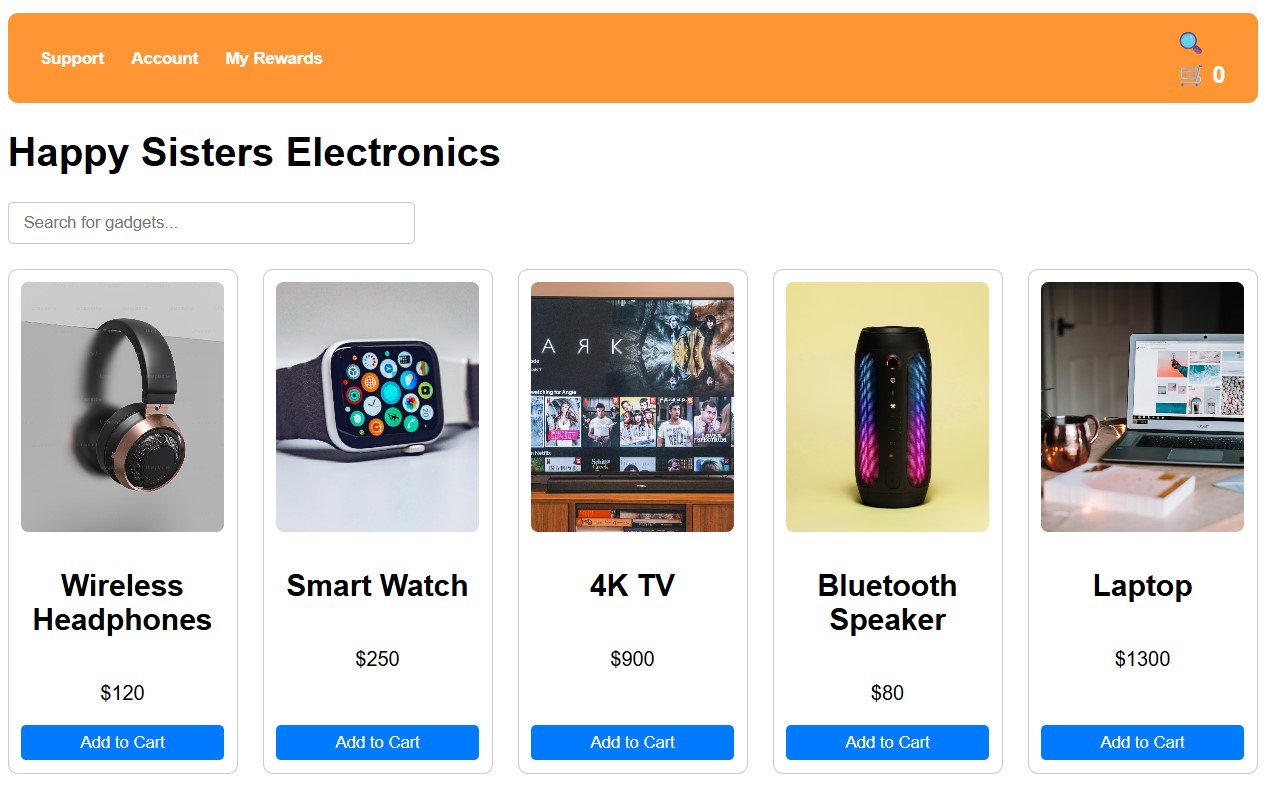 Support Account My Rewards
0
Happy Sisters Electronics
Search for gadgets...
A R K
Wireless
Headphones
$120
Add to Cart
Smart Watch
$250
Add to Cart
4K TV
$900
Add to Cart
Bluetooth
Speaker
$80
Add to Cart
Laptop
$1300
Add to Cart